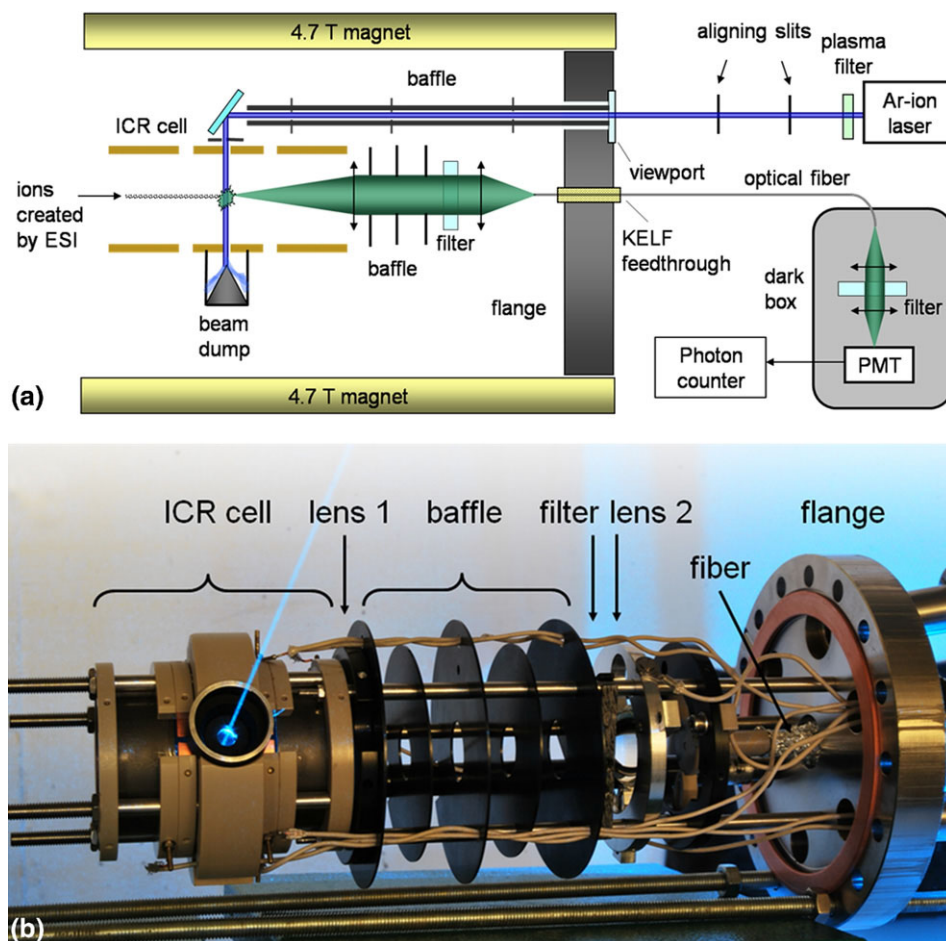 4.7 T magnet
baffle
aligning slits
plasma
filter
Ar-ion
laser
ICR cell
viewport
optical fiber
ions
created
by ESI
filter
KELF
feedthrough
baffle
dark
box
filter
flange
beam
dump
Photon
counter
PMT
(a)
4.7 T magnet
ICR cell
lens 1
baffle
filter
lens 2
flange
fiber
(b)